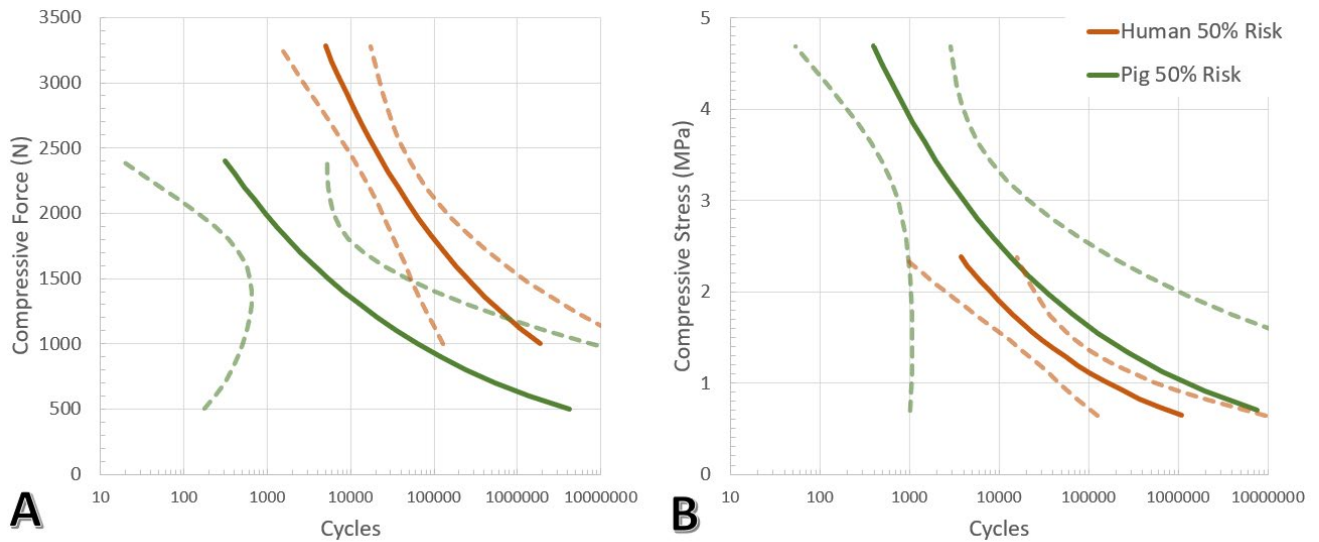 3500
3000
2500
2000
1500
1000
500
0
Compressive Force (N)
10 100 1000 10000 100000 1000000 10000000
Cycles
A
5
4
3
2
1
0
Compressive Stress (MPa)
Human 50% Risk
Pig 50% Risk
10 100 1000 10000 100000 1000000 10000000
Cycles
B